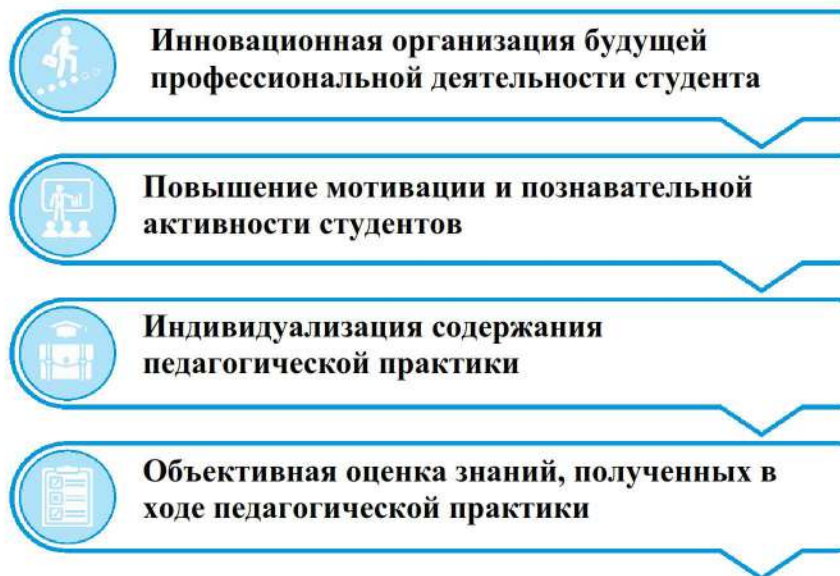 Инновационная организация будущей
профессиональной деятельности студента
Повышение мотивации и познавательной
активности студентов
Индивидуализация содержания
педагогической практики
Объективная оценка знаний, полученных в
ходе педагогической практики